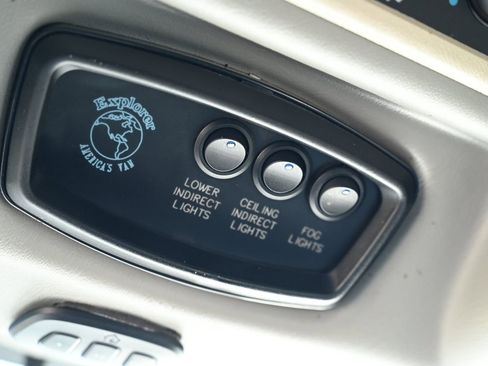 Explorer
AMERICA'S VAN
LOWER
INDIRECT
LIGHTS
CEILING
INDIRECT
LIGHTS
FOG
LIGHTS